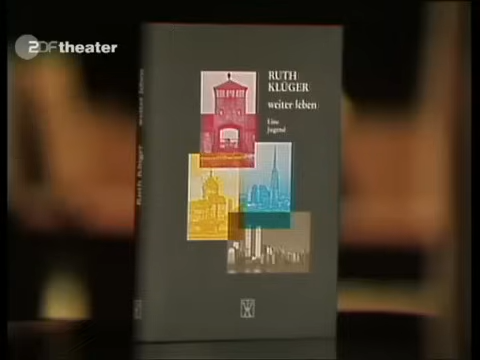 ZDFtheater
RUTH
KLÜGER
weiter leben
Eine
Jugend
Ruth Klüger weiter leben